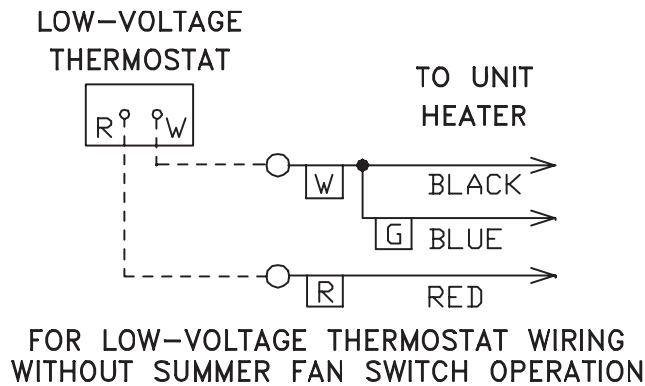 LOW-VOLTAGE
THERMOSTAT
TO UNIT
HEATER
R W
W
BLACK
G
BLUE
R
RED
FOR LOW-VOLTAGE THERMOSTAT WIRING
WITHOUT SUMMER FAN SWITCH OPERATION